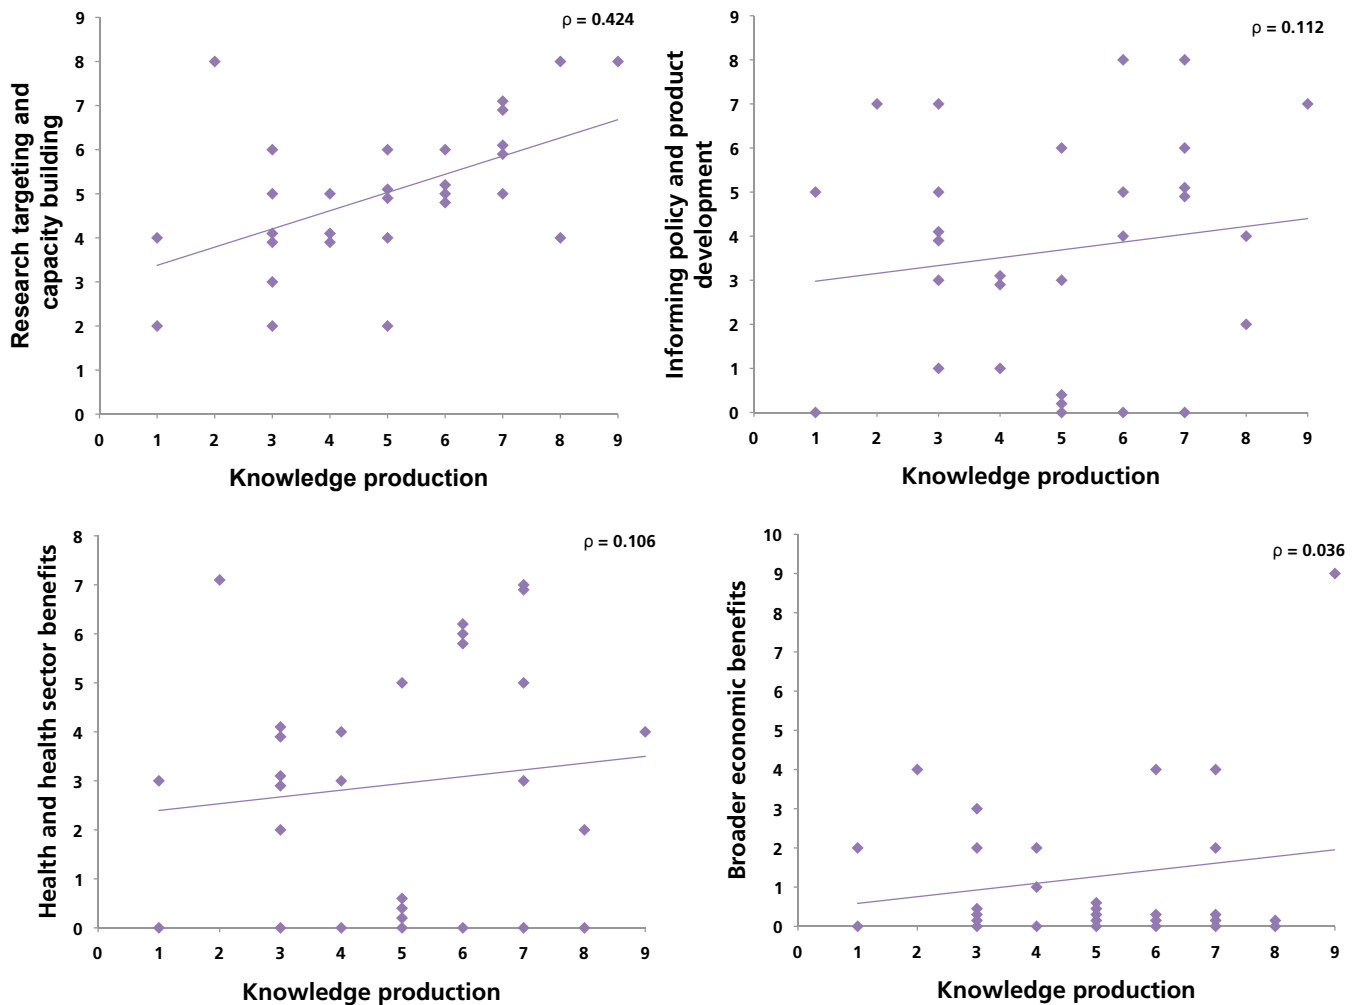 ρ = 0.424
Research targeting and
capacity building
9
8
7
6
5
4
3
2
1
0
0 1 2 3 4 5 6 7 8 9
Knowledge production
ρ = 0.112
Informing policy and product
development
9
8
7
6
5
4
3
2
1
0
0 1 2 3 4 5 6 7 8 9
Knowledge production
ρ = 0.106
Health and health sector benefits
8
7
6
5
4
3
2
1
0
0 1 2 3 4 5 6 7 8 9
Knowledge production
ρ = 0.036
Broader economic benefits
10
9
8
7
6
5
4
3
2
1
0
0 1 2 3 4 5 6 7 8 9
Knowledge production